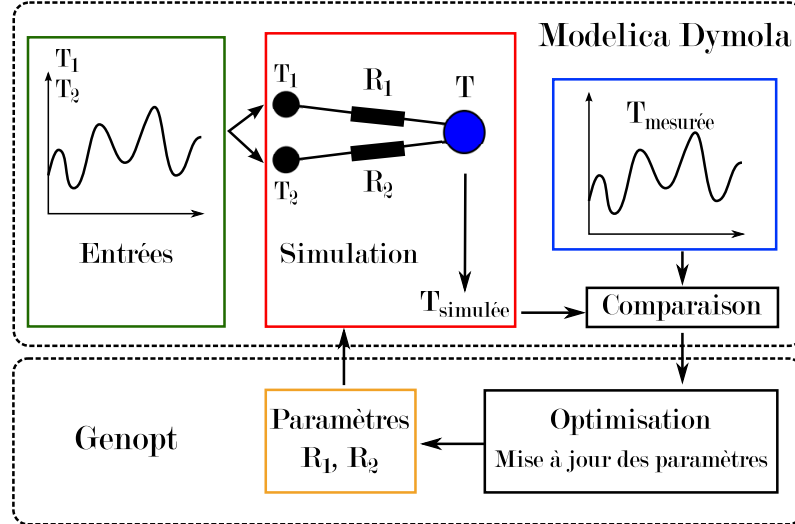 Modelica Dymola
T1
T2
Entrées
T1
R1
T
T2
R2
Simulation
Tsimulée
Tmesurée
Comparaison
Genopt
Paramètres
R1, R2
Optimisation
Mise à jour des paramètres